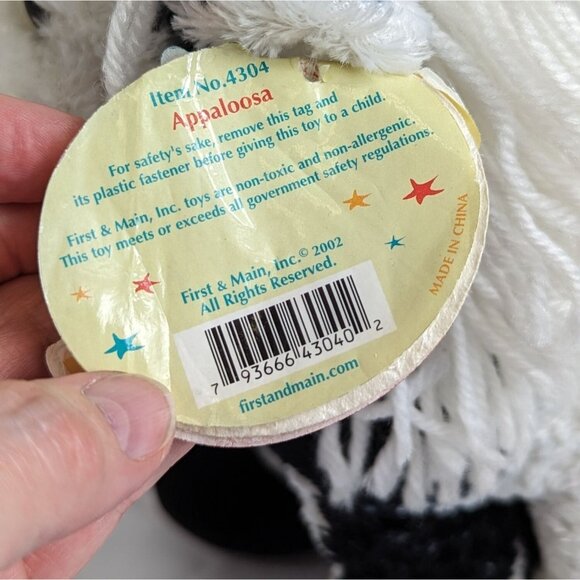 Item No.4304
Appaloosa
For safety's sake, remove this tag and
its plastic fastener before giving this toy to a child.
First & Main, Inc. toys are non-toxic and non-allergenic.
This toy meets or exceeds all government safety regulations.
First & Main, Inc.© 2002
All Rights Reserved.
7 93666 43040 2
firstandmain.com
MADE IN CHINA